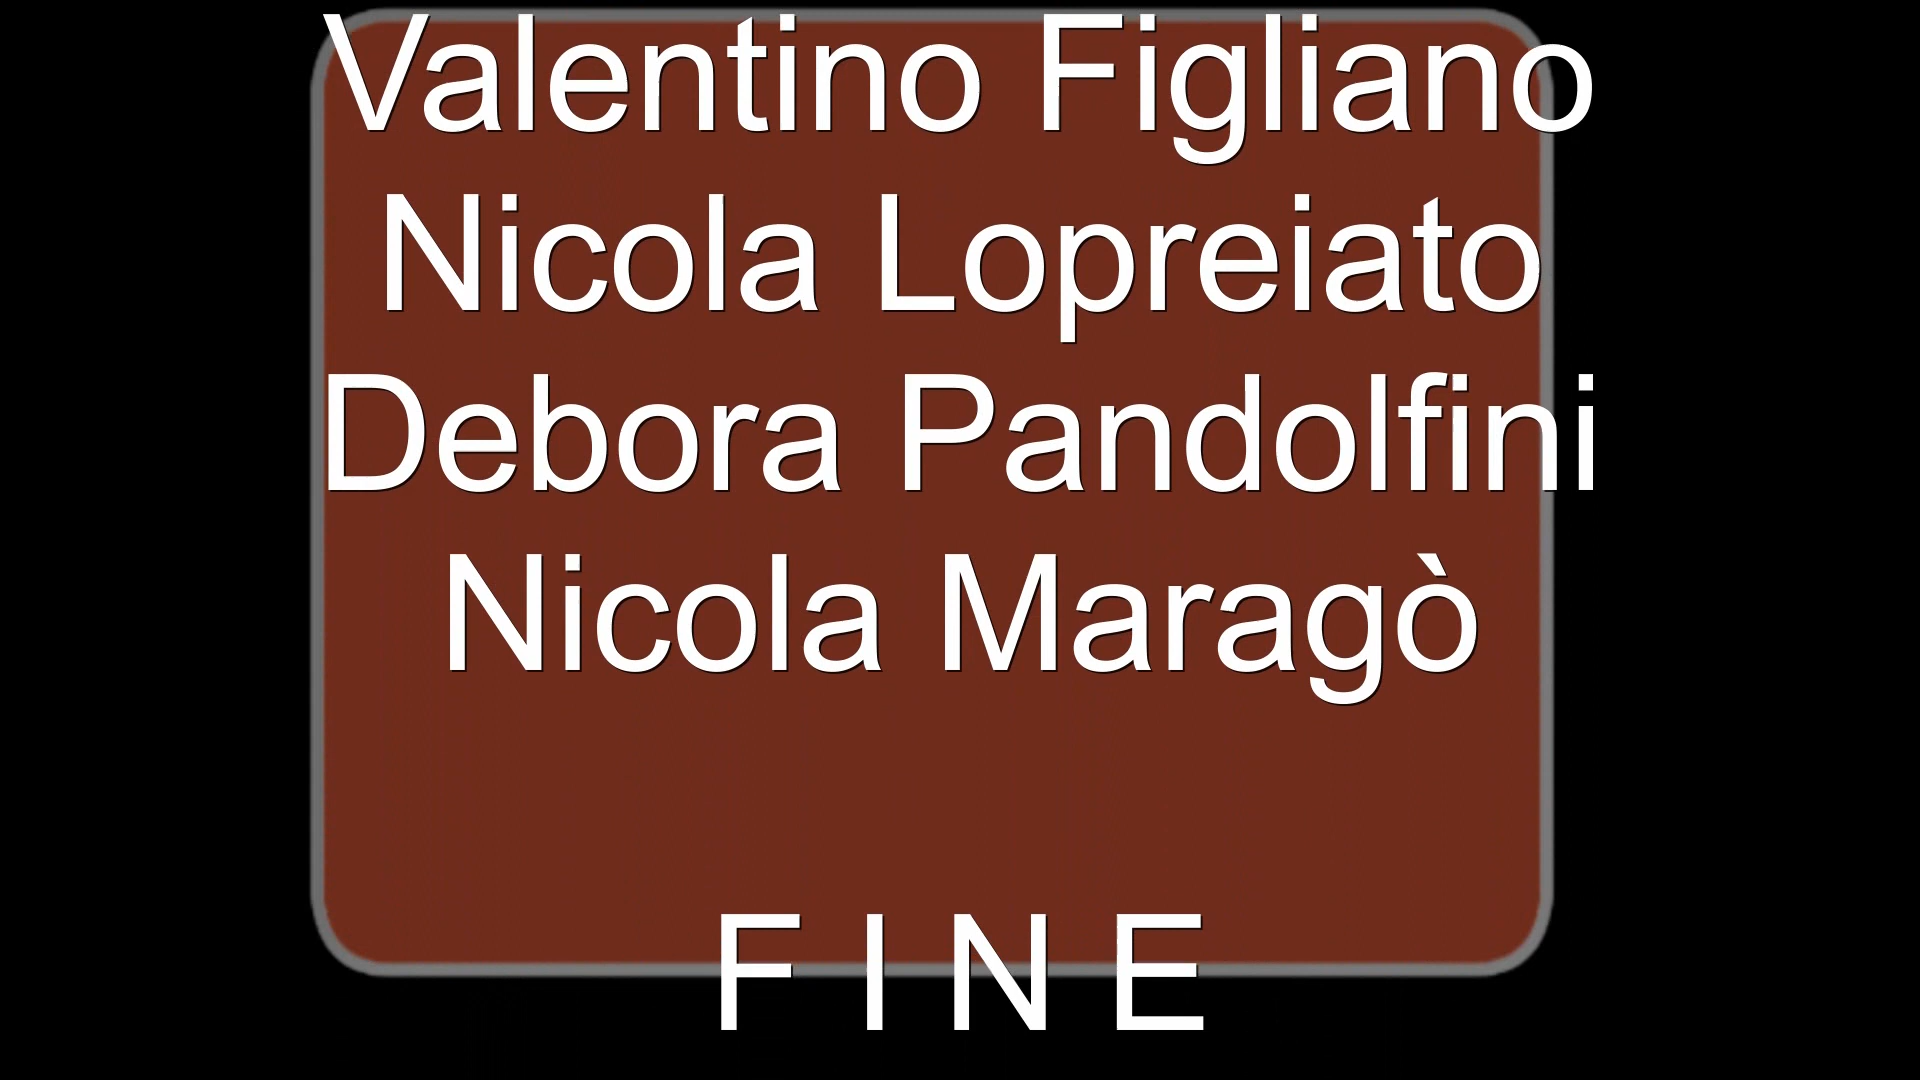 Valentino Figliano
Nicola Lopreiato
Debora Pandolfini
Nicola Maragò
F I N E